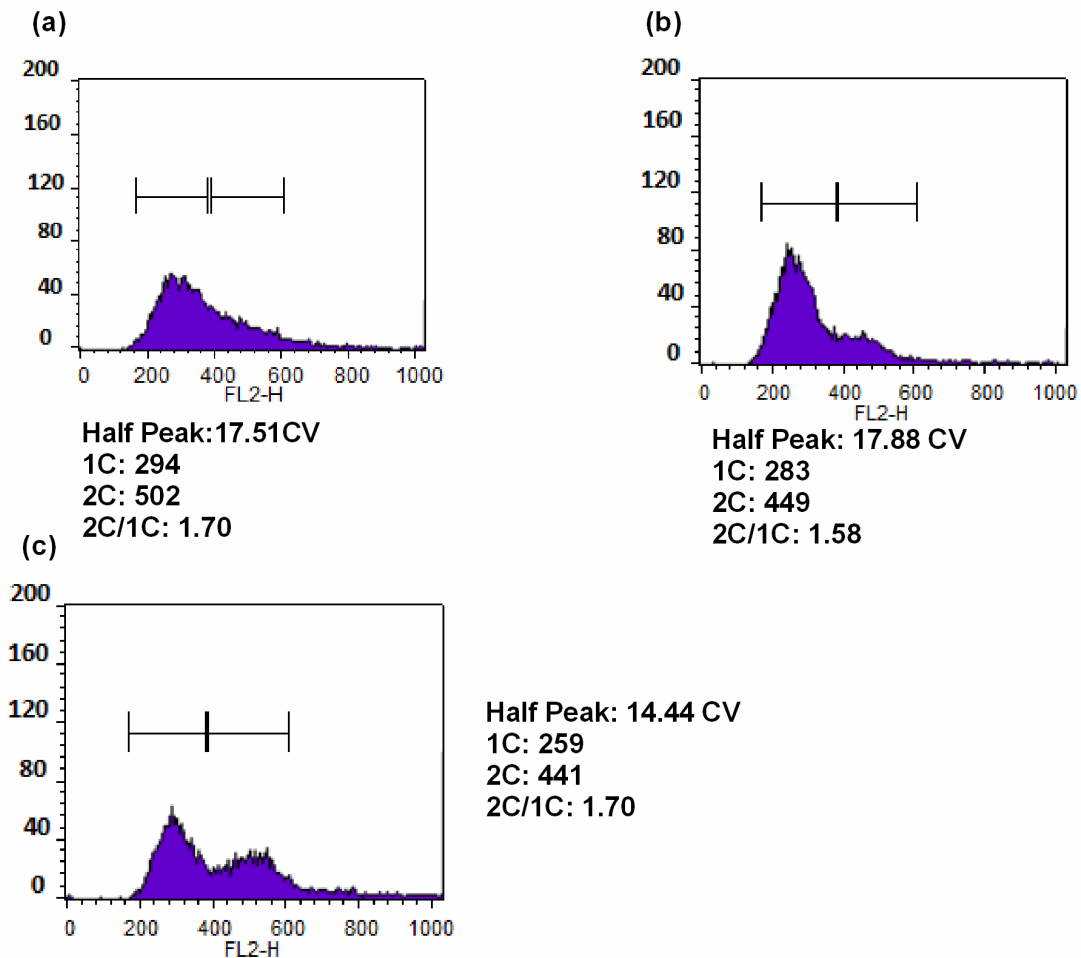 (a)
200
160
120
80
40
0
0 200 400 600 800 1000
FL2-H
Half Peak:17.51CV
1C: 294
2C: 502
2C/1C: 1.70
(b)
200
160
120
80
40
0
0 200 400 600 800 1000
FL2-H
Half Peak: 17.88 CV
1C: 283
2C: 449
2C/1C: 1.58
(c)
200
160
120
80
40
0
0 200 400 600 800 1000
FL2-H
Half Peak: 14.44 CV
1C: 259
2C: 441
2C/1C: 1.70